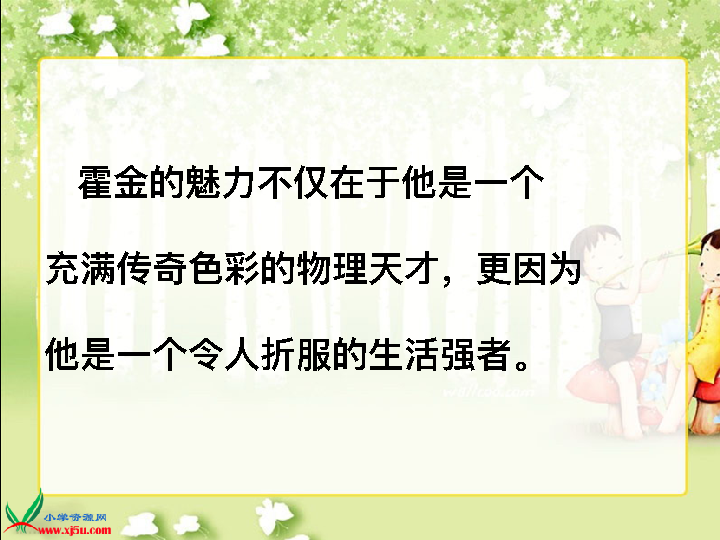 霍金的魅力不仅在于他是一个
充满传奇色彩的物理天才，更因为
他是一个令人折服的生活强者。
小学资源网
www.xj5u.com